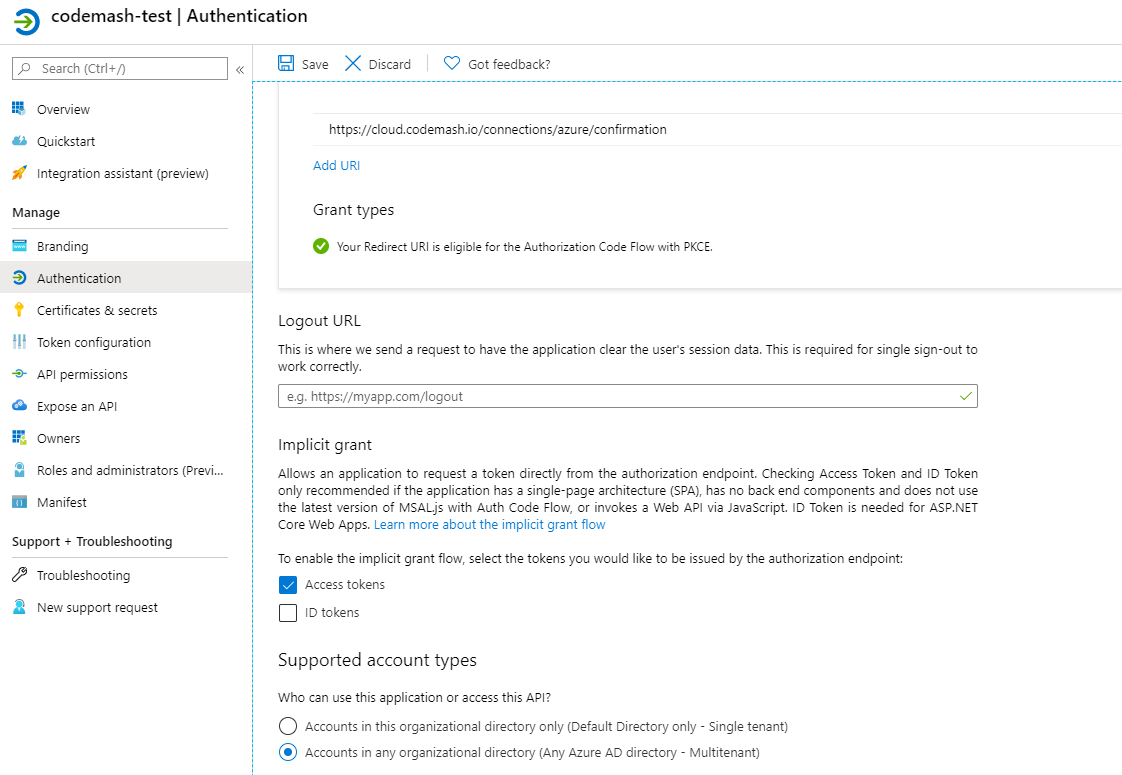 codemash-test | Authentication
Search (Ctrl+/)
«
Overview
Quickstart
Integration assistant (preview)
Manage
Branding
Authentication
Certificates & secrets
Token configuration
API permissions
Expose an API
Owners
Roles and administrators (Previ...
Manifest
Support + Troubleshooting
Troubleshooting
New support request
Save
Discard
Got feedback?
https://cloud.codemash.io/connections/azure/confirmation
Add URI
Grant types
Your Redirect URI is eligible for the Authorization Code Flow with PKCE.
Logout URL
This is where we send a request to have the application clear the user's session data. This is required for single sign-out to
work correctly.
e.g. https://myapp.com/logout
Implicit grant
Allows an application to request a token directly from the authorization endpoint. Checking Access Token and ID Token
only recommended if the application has a single-page architecture (SPA), has no back end components and does not use
the latest version of MSAL.js with Auth Code Flow, or invokes a Web API via JavaScript. ID Token is needed for ASP.NET
Core Web Apps. Learn more about the implicit grant flow
To enable the implicit grant flow, select the tokens you would like to be issued by the authorization endpoint:
Access tokens
ID tokens
Supported account types
Who can use this application or access this API?
Accounts in this organizational directory only (Default Directory only - Single tenant)
Accounts in any organizational directory (Any Azure AD directory - Multitenant)